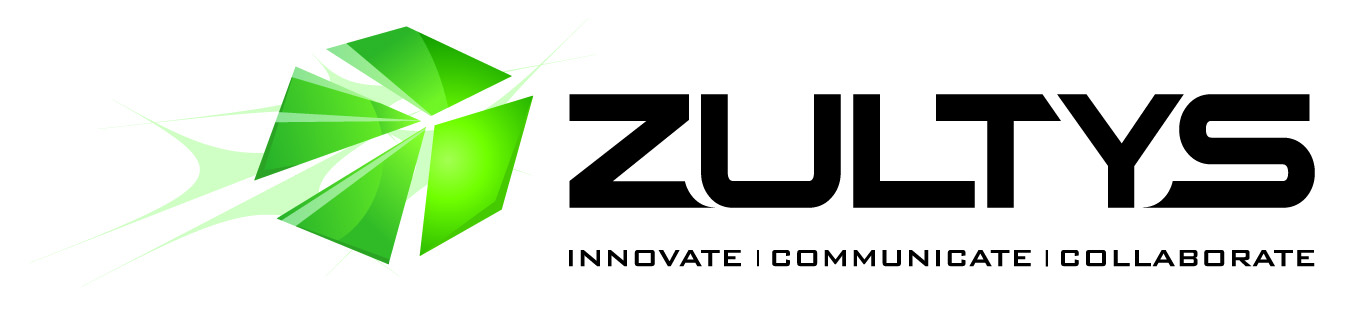 ZULTYS
INNOVATE | COMMUNICATE | COLLABORATE